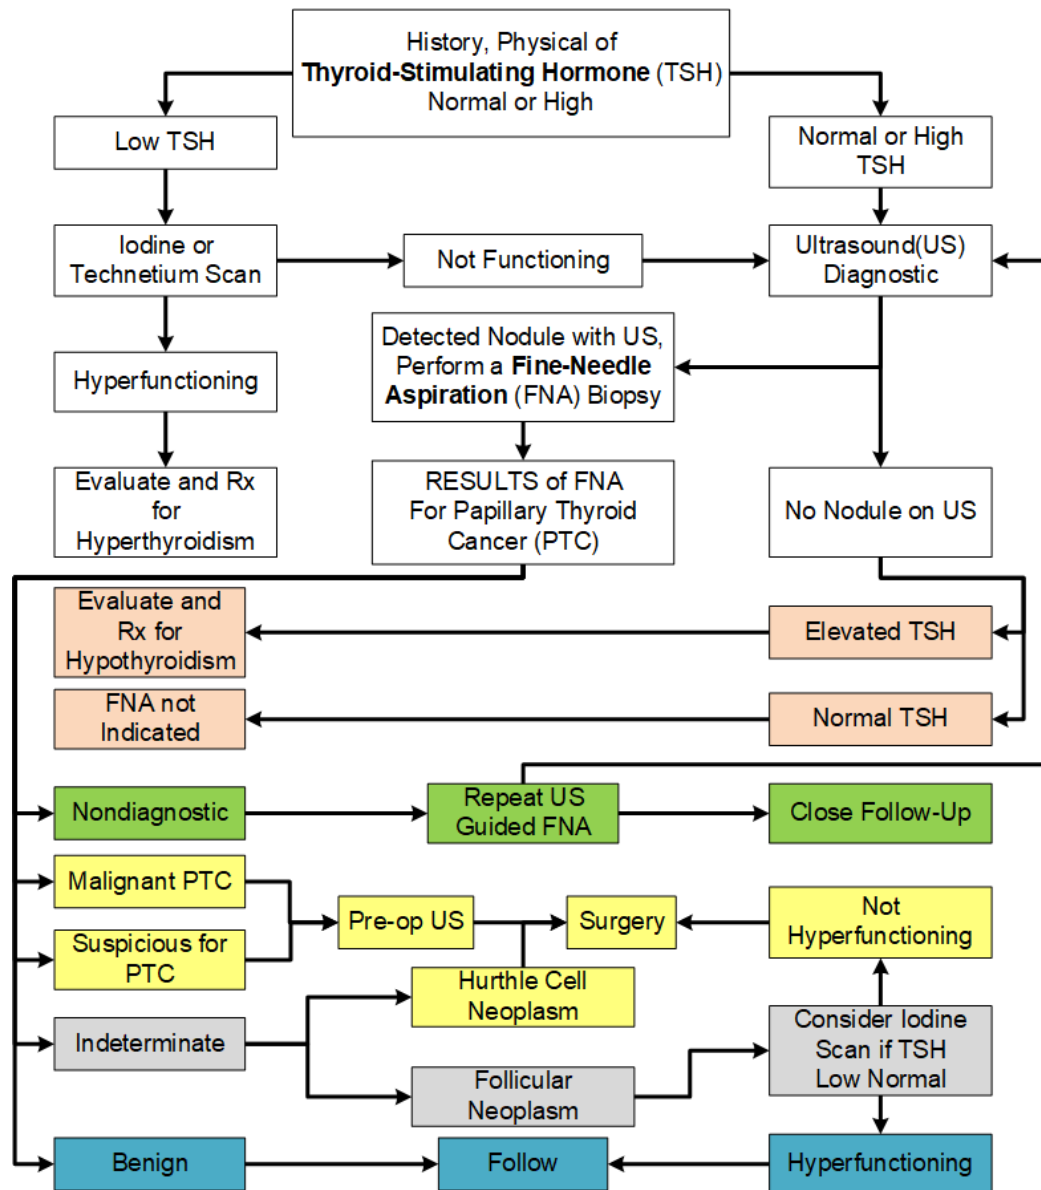 History, Physical of
Thyroid-Stimulating Hormone (TSH)
Normal or High
Low TSH
Normal or High
TSH
Iodine or
Technetium Scan
Not Functioning
Ultrasound(US)
Diagnostic
Detected Nodule with US,
Perform a Fine-Needle
Aspiration (FNA) Biopsy
Hyperfunctioning
Evaluate and Rx
for
Hyperthyroidism
RESULTS of FNA
For Papillary Thyroid
Cancer (PTC)
No Nodule on US
Evaluate and
Rx for
Hypothyroidism
Elevated TSH
FNA not
Indicated
Normal TSH
Nondiagnostic
Repeat US
Guided FNA
Close Follow-Up
Malignant PTC
Suspicious for
PTC
Pre-op US
Surgery
Not
Hyperfunctioning
Hurthle Cell
Neoplasm
Indeterminate
Consider Iodine
Scan if TSH
Low Normal
Follicular
Neoplasm
Benign
Follow
Hyperfunctioning